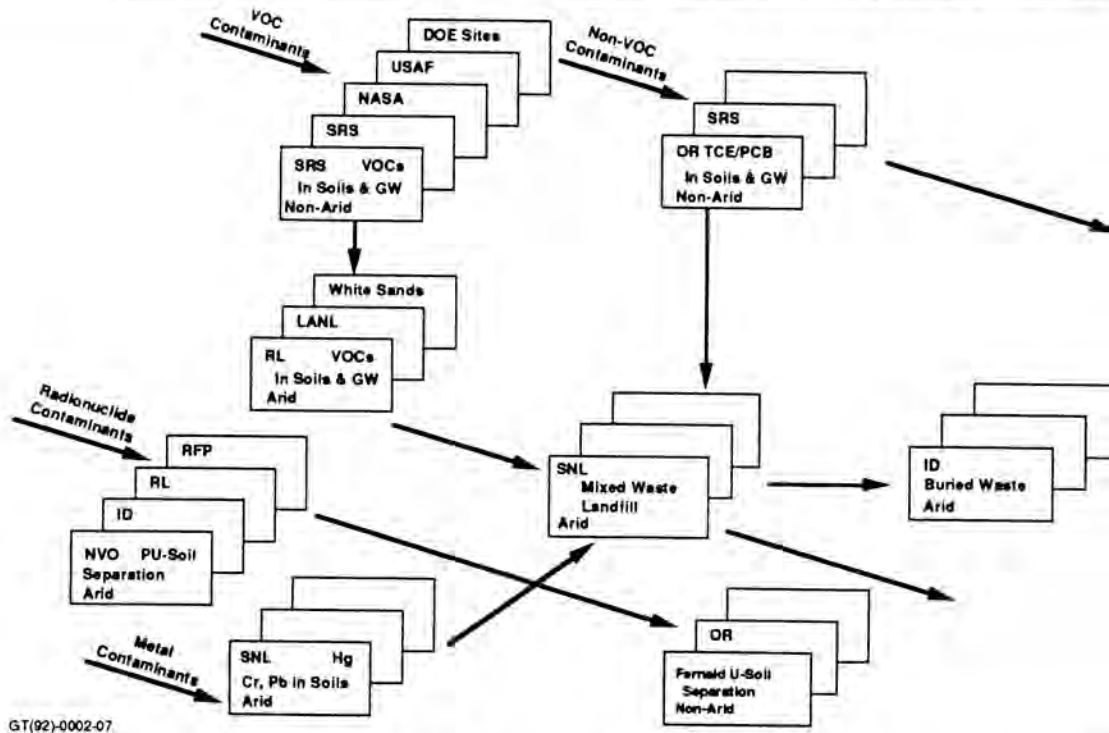 VOC
Contaminants
DOE Sites
USAF
NASA
SRS
SRS VOCs
In Soils & GW
Non-Arid
Non-VOC
Contaminants
SRS
OR TCE/PCB
In Soils & GW
Non-Arid
White Sands
LANL
RL VOCs
In Soils & GW
Arid
Radionuclide
Contaminants
RFP
RL
ID
NVO PU-Soil
Separation
Arid
SNL
Mixed Waste
Landfill
Arid
ID
Buried Waste
Arid
Metal
Contaminants
SNL Hg
Cr, Pb in Soils
Arid
OR
Fernald U-Soil
Separation
Non-Arid
GT(92)-0002-07